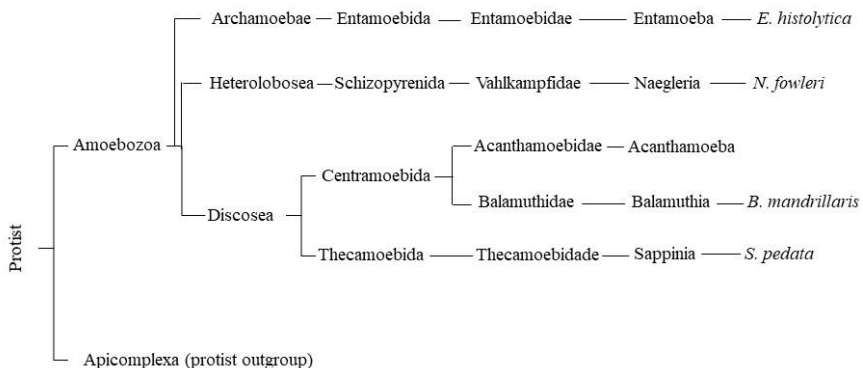 Archamoebae Entamoebida Entamoebidae Entamoeba E. histolytica
Heterolobosea Schizopyrenida Vahlkampfidae Naegleria N. fowleri
Amoebozoa Acanthamoebidae Acanthamoeba
Centramoebida
Balamuthidae Balamuthia B. mandrillaris
Discosea
Thecamoebida Thecamoebidade Sappinia S. pedata
Protist
Apicomplexa (protist outgroup)